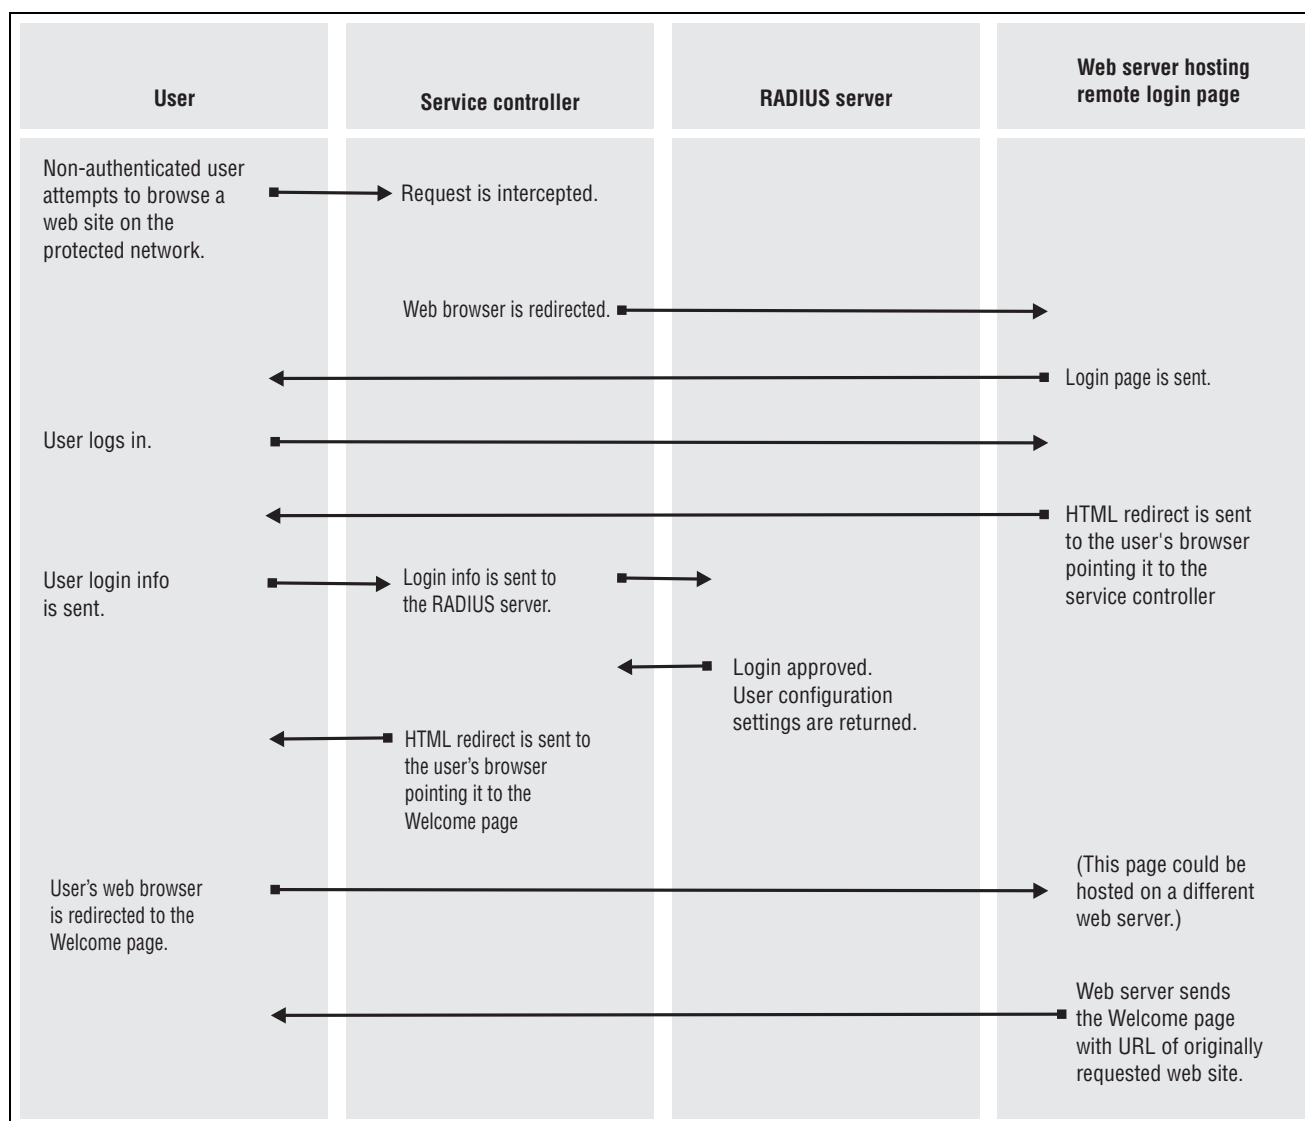 User
Service controller
RADIUS server
Web server hosting
remote login page
Non-authenticated user
attempts to browse a
web site on the
protected network.
Request is intercepted.
Web browser is redirected.
Login page is sent.
User logs in.
HTML redirect is sent
to the user's browser
pointing it to the
service controller
User login info
is sent.
Login info is sent to
the RADIUS server.
Login approved.
User configuration
settings are returned.
HTML redirect is sent to
the user’s browser
pointing it to the
Welcome page
User’s web browser
is redirected to the
Welcome page.
(This page could be
hosted on a different
web server.)
Web server sends
the Welcome page
with URL of originally
requested web site.